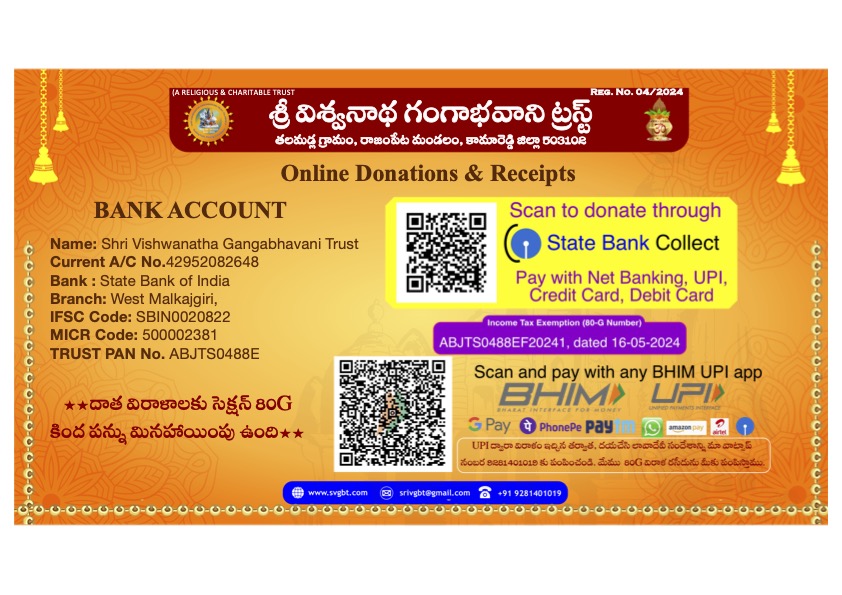 (A RELIGIOUS & CHARITABLE TRUST
REG. NO. 04/2024
శ్రీ విశ్వనాథ గంగాభవాని ట్రస్ట్
తలమడ్ల గ్రామం, రాజంపేట మండలం, కామారెడ్డి జిల్లా 503102
Online Donations & Receipts
BANK ACCOUNT
Name: Shri Vishwanatha Gangabhavani Trust
Current A/C No.42952082648
Bank : State Bank of India
Branch: West Malkajgiri,
IFSC Code: SBIN0020822
MICR Code: 500002381
TRUST PAN No. ABJTS0488E
★★దాత విరాళాలకు సెక్షన్ 80G
కింద పన్ను మినహాయింపు ఉంది★★
Scan to donate through
State Bank Collect
Pay with Net Banking, UPI,
Credit Card, Debit Card
Income Tax Exemption (80-G Number)
ABJTS0488EF20241, dated 16-05-2024
Scan and pay with any BHIM UPI app
BHIM UPI
BHARAT INTERFACE FOR MONEY UNIFIED PAYMENTS INTERFACE
G Pay PhonePe paytm amazon pay airtel
UPI ద్వారా విరాళం ఇచ్చిన తర్వాత, దయచేసి లావాదేవీ సందేశాన్ని మా వాట్సాప్
నంబర్ 9281401019 కు పంపించండి. మేము 80G విరాళ రసీదును మీకు పంపిస్తాము.
www.svgbt.com srivgbt@gmail.com +91 9281401019